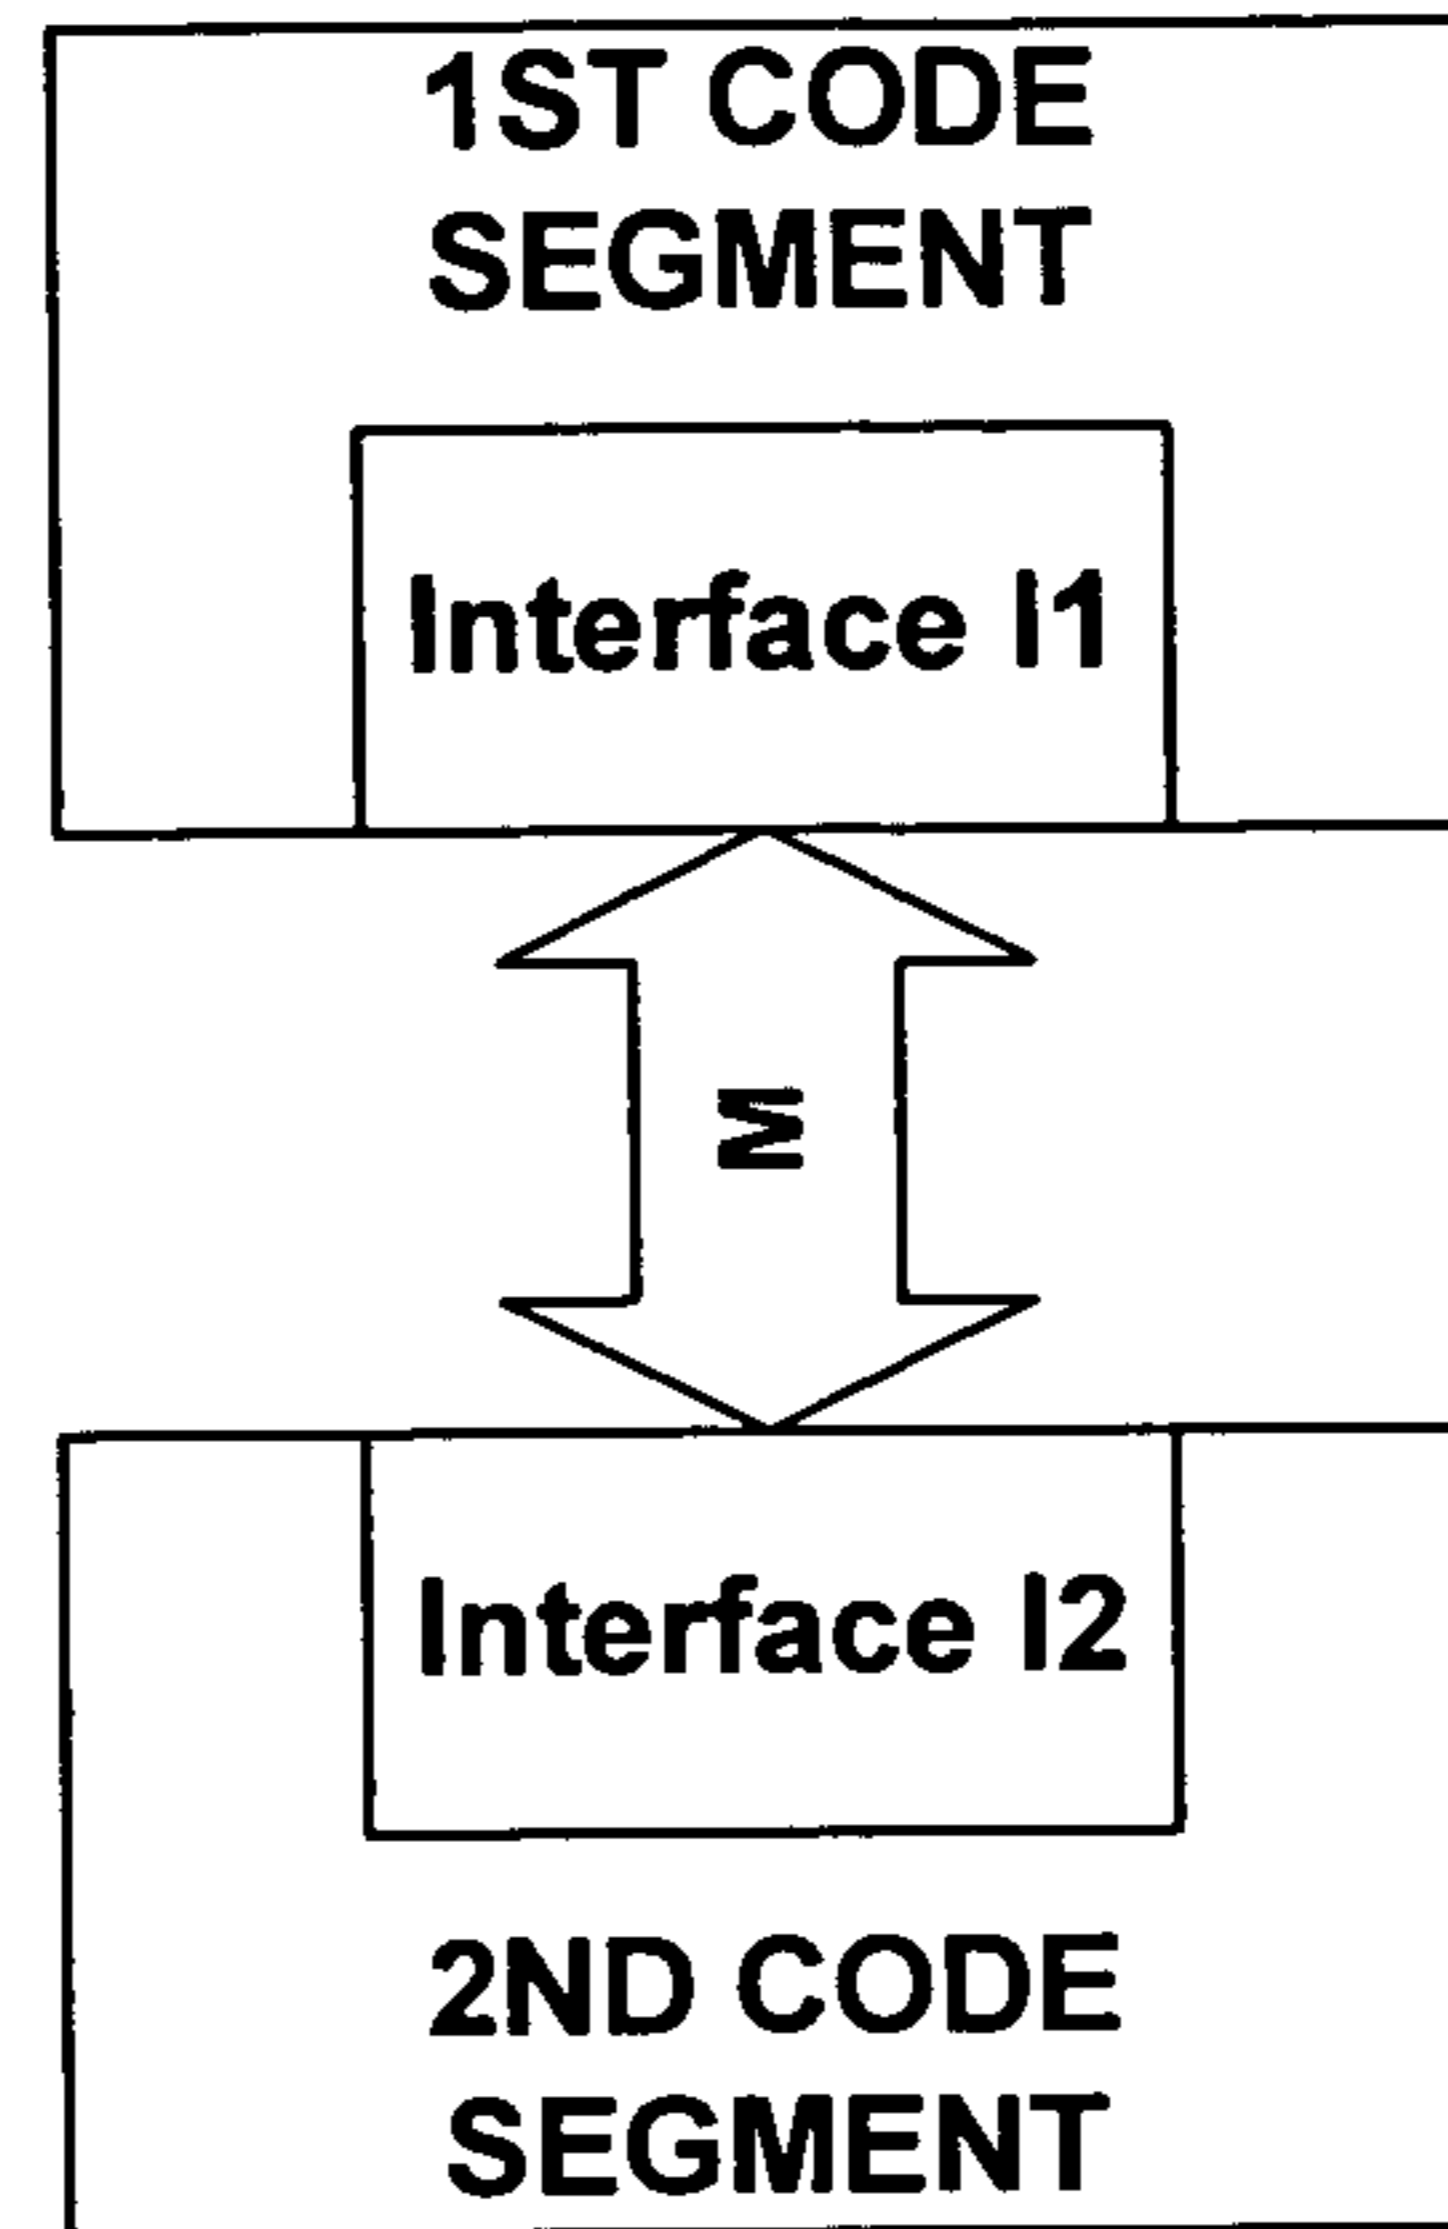 1ST CODE
SEGMENT
Interface I1
M
Interface I2
2ND CODE
SEGMENT